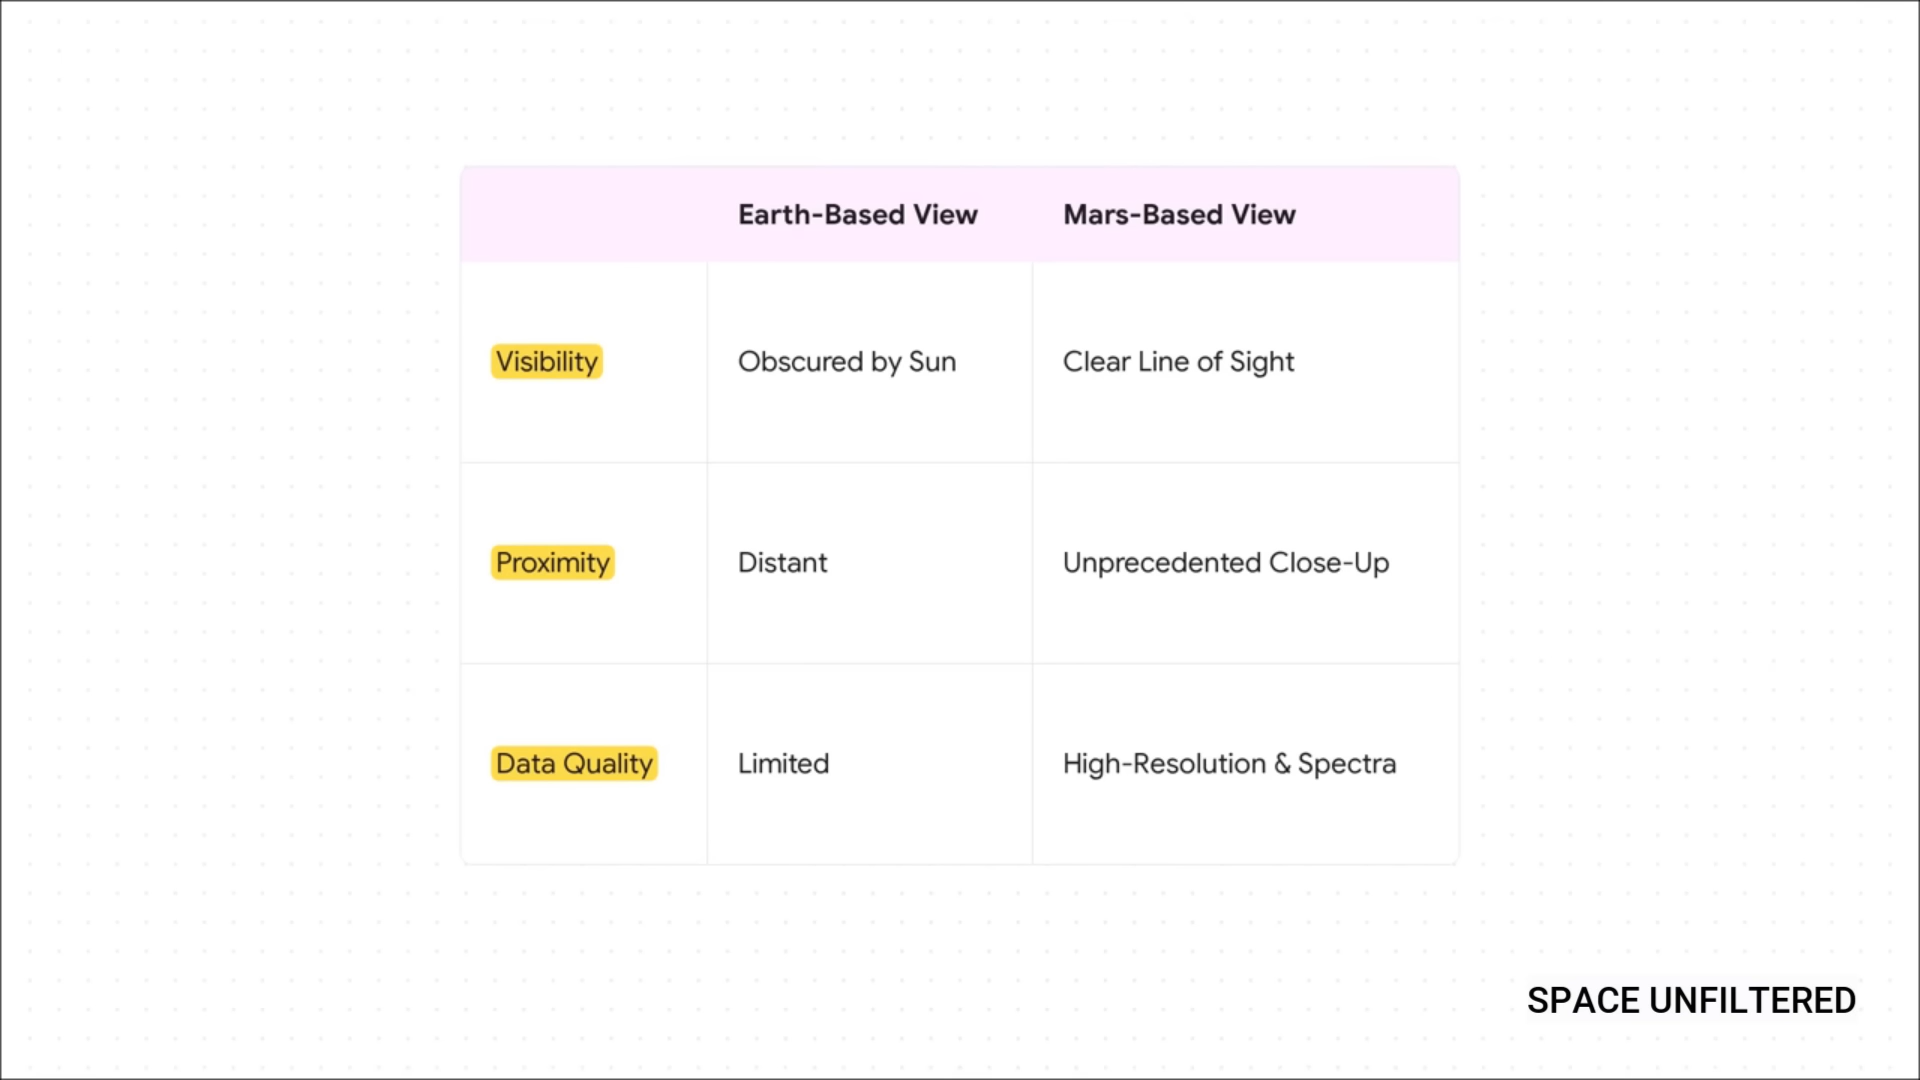 Earth-Based View Mars-Based View
Visibility Obscured by Sun Clear Line of Sight
Proximity Distant Unprecedented Close-Up
Data Quality Limited High-Resolution & Spectra
SPACE UNFILTERED